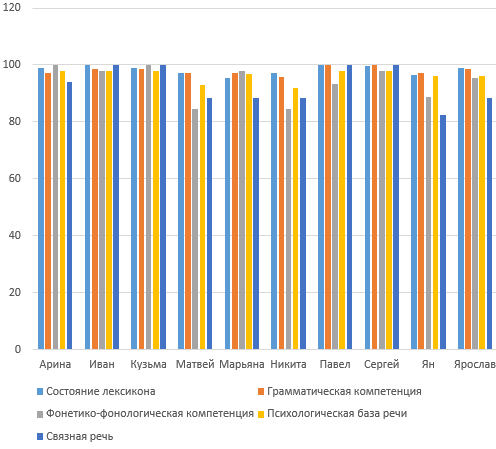 120
100
80
60
40
20
0
Арина Иван Кузьма Матвей Марьяна Никита Павел Сергей Ян Ярослав
Состояние лексикона Грамматическая компетенция
Фонетико-фонологическая компетенция Психологическая база речи
Связная речь